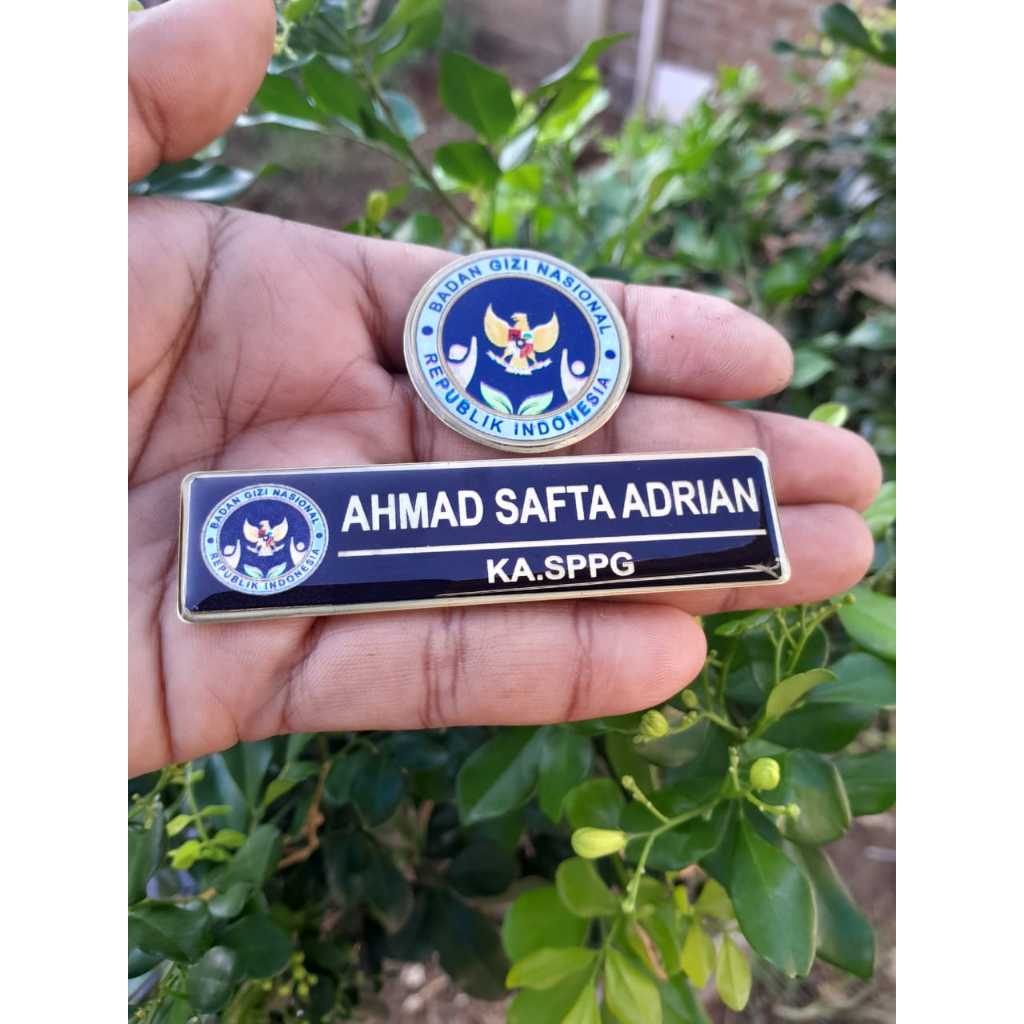 BADAN GIZI NASIONAL
REPUBLIK INDONESIA
BADAN GIZI NASIONAL
REPUBLIK INDONESIA
AHMAD SAFTA ADRIAN
KA.SPPG